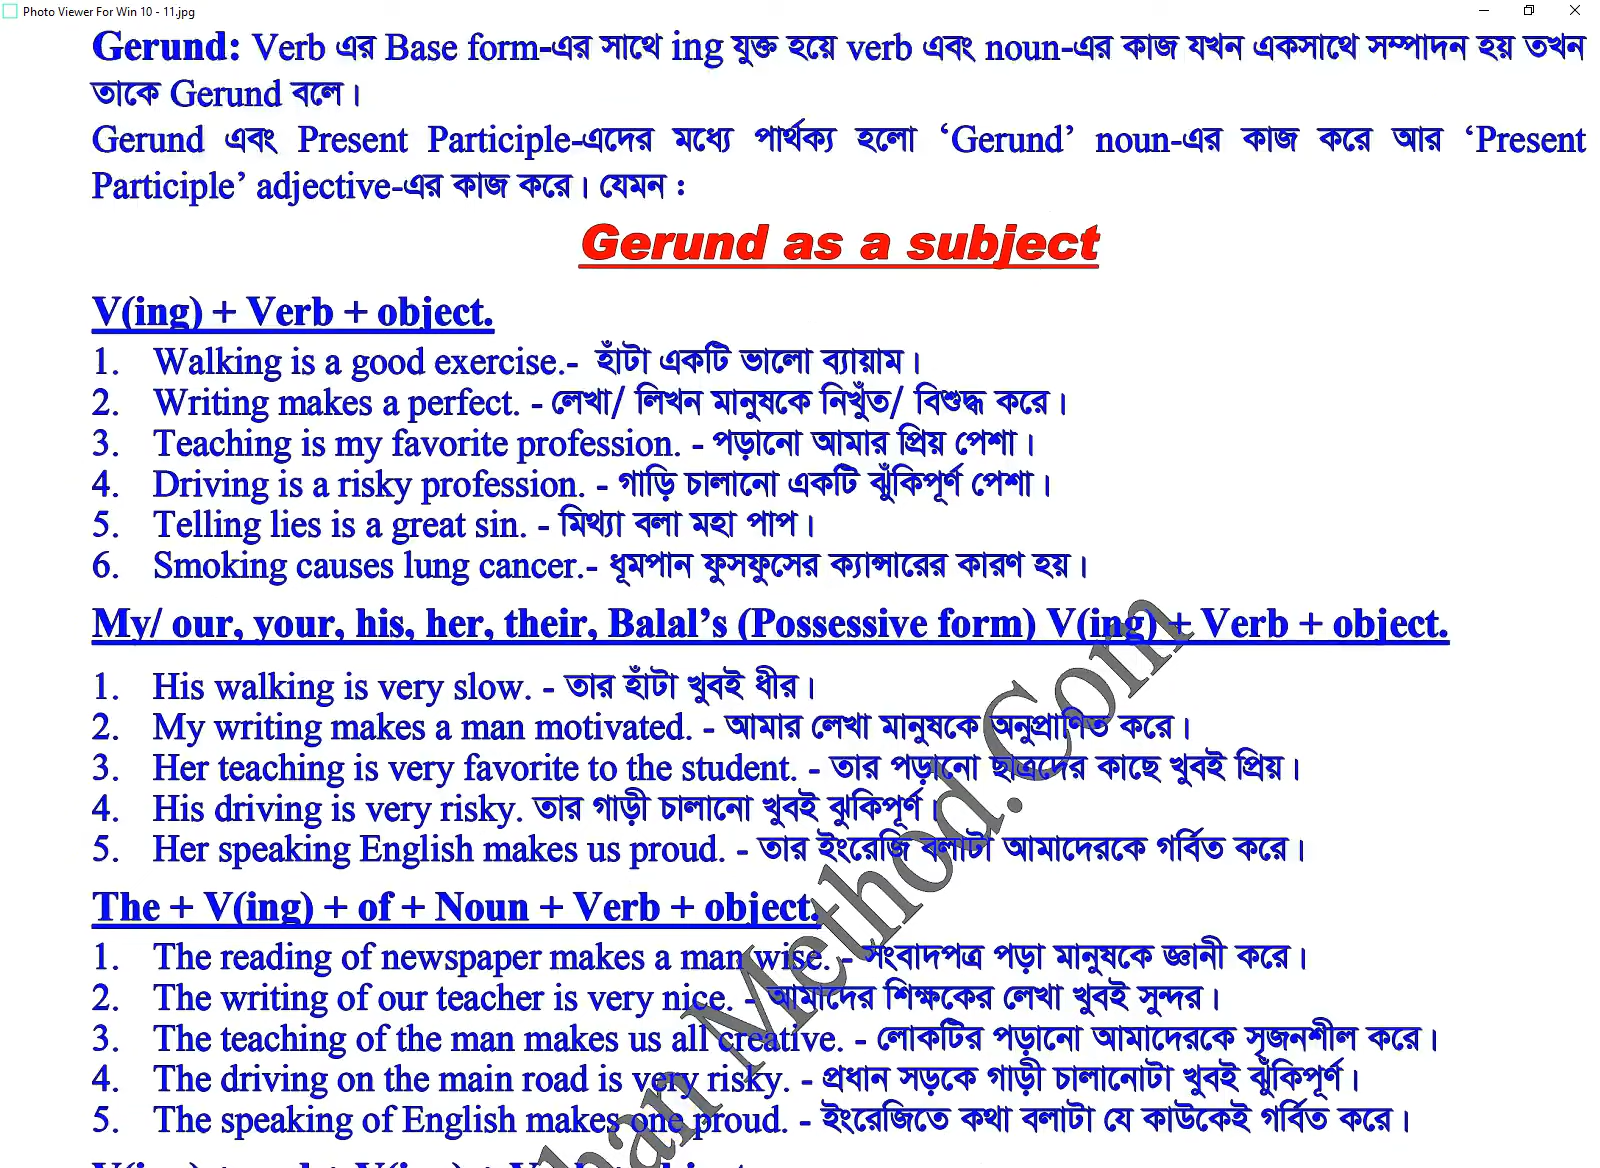 Photo Viewer For Win 10 - 11.jpg
Gerund: Verb এর Base form-এর সাথে ing যুক্ত হয়ে verb এবং noun-এর কাজ যখন একসাথে সম্পাদন হয় তখন
তাকে Gerund বলে।
Gerund এবং Present Participle-এদের মধ্যে পার্থক্য হলো ‘Gerund’ noun-এর কাজ করে আর ‘Present
Participle’ adjective-এর কাজ করে। যেমন :
Gerund as a subject
V(ing) + Verb + object.
1. Walking is a good exercise.- হাঁটা একটি ভালো ব্যায়াম।
2. Writing makes a perfect. - লেখা/ লিখন মানুষকে নিখুঁত/ বিশুদ্ধ করে।
3. Teaching is my favorite profession. - পড়ানো আমার প্রিয় পেশা।
4. Driving is a risky profession. - গাড়ি চালানো একটি ঝুঁকিপূর্ণ পেশা।
5. Telling lies is a great sin. - মিথ্যা বলা মহা পাপ।
6. Smoking causes lung cancer.- ধূমপান ফুসফুসের ক্যান্সারের কারণ হয়।
My/ our, your, his, her, their, Balal’s (Possessive form) V(ing) + Verb + object.
1. His walking is very slow. - তার হাঁটা খুবই ধীর।
2. My writing makes a man motivated. - আমার লেখা মানুষকে অনুপ্রাণিত করে।
3. Her teaching is very favorite to the student. - তার পড়ানো ছাত্রদের কাছে খুবই প্রিয়।
4. His driving is very risky. তার গাড়ী চালানো খুবই ঝুকিপূর্ণ।
5. Her speaking English makes us proud. - তার ইংরেজি বলাটা আমাদেরকে গর্বিত করে।
The + V(ing) + of + Noun + Verb + object.
1. The reading of newspaper makes a man wise. - সংবাদপত্র পড়া মানুষকে জ্ঞানী করে।
2. The writing of our teacher is very nice. - আমাদের শিক্ষকের লেখা খুবই সুন্দর।
3. The teaching of the man makes us all creative. - লোকটির পড়ানো আমাদেরকে সৃজনশীল করে।
4. The driving on the main road is very risky. - প্রধান সড়কে গাড়ী চালানোটা খুবই ঝুঁকিপূর্ণ।
5. The speaking of English makes one proud. - ইংরেজিতে কথা বলাটা যে কাউকেই গর্বিত করে।
Method.Com